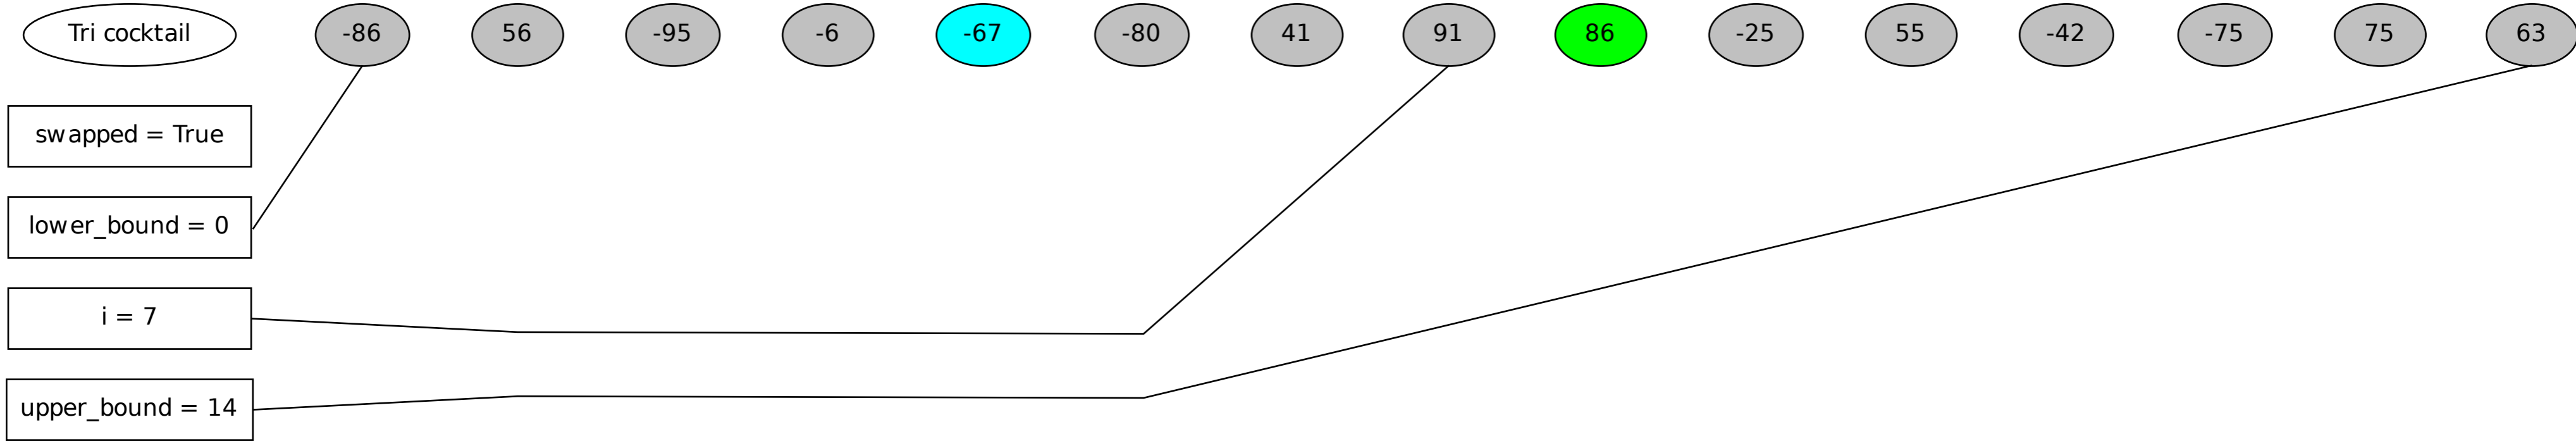 Tri cocktail -86 56 -95 -6 -67 -80 41 91 86 -25 55 -42 -75 75 63
swapped = True
lower_bound = 0
i = 7
upper_bound = 14